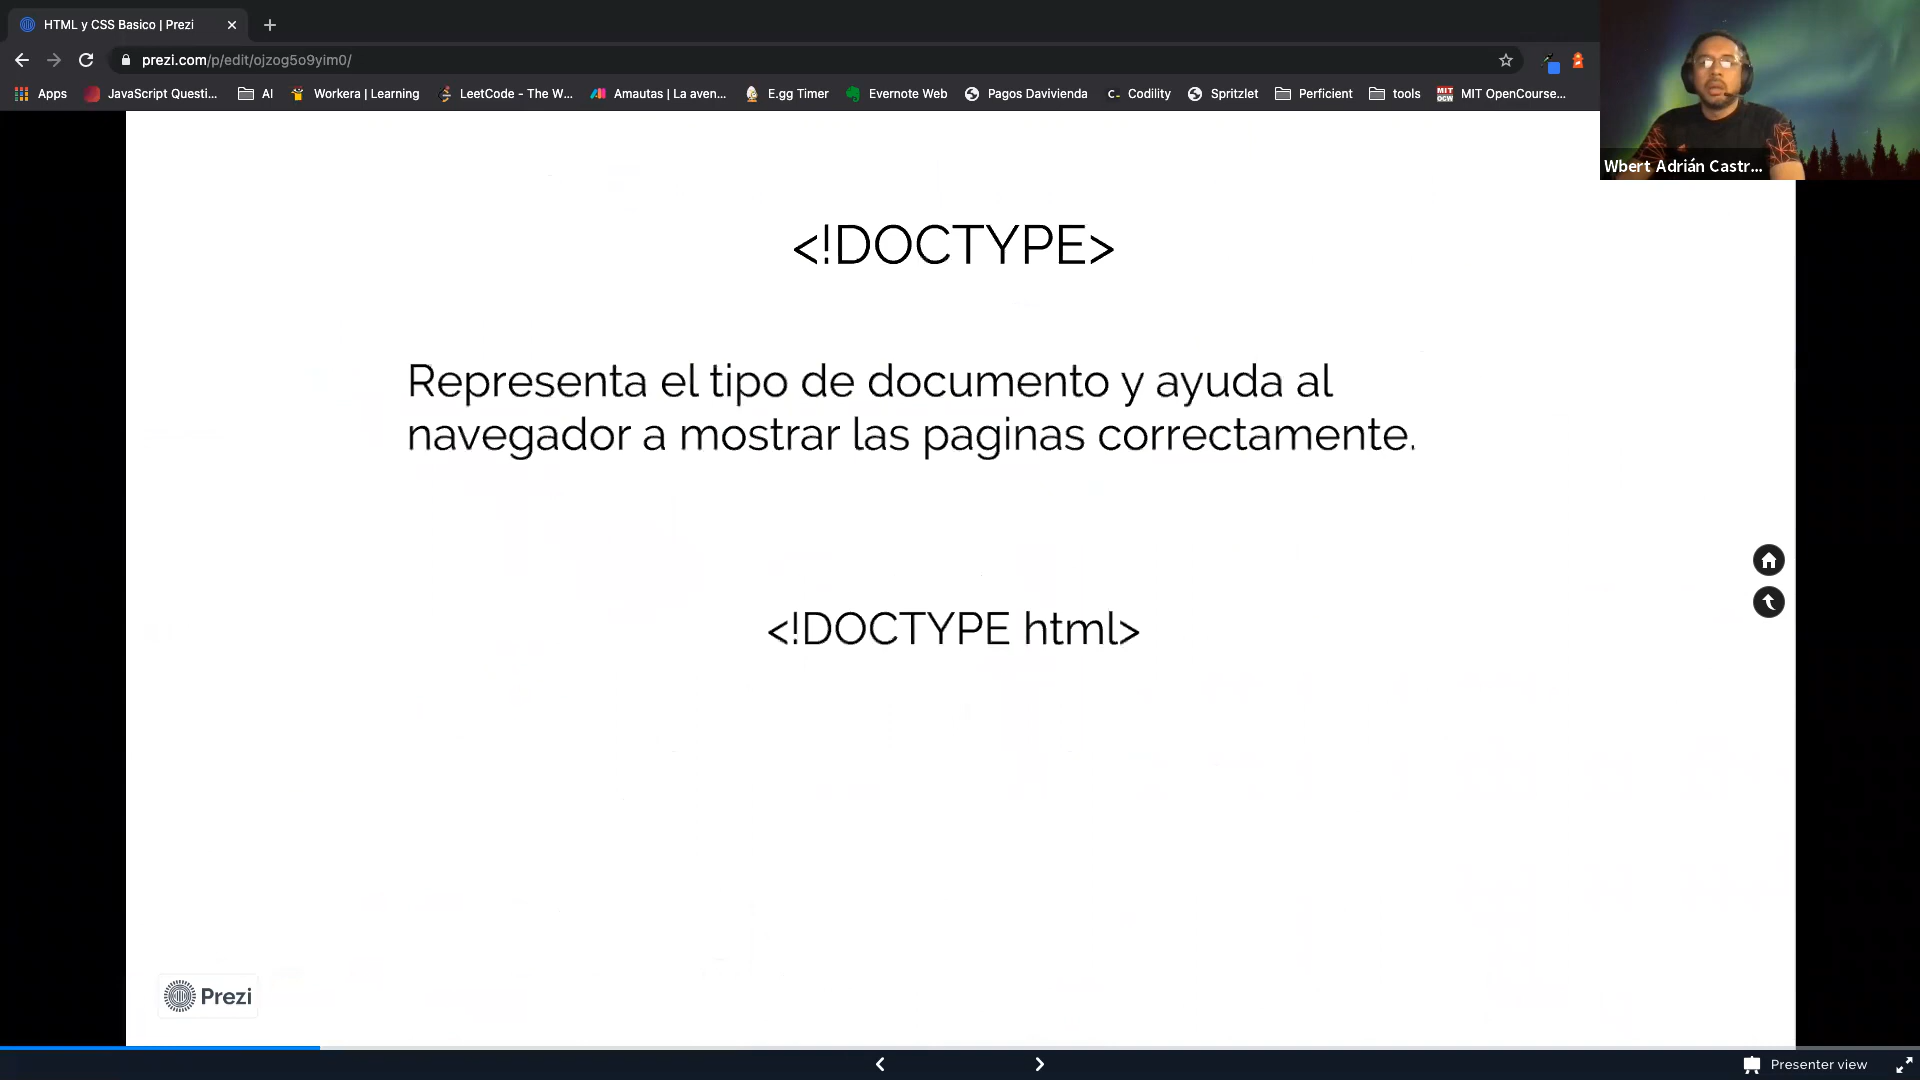 HTML y CSS Basico | Prezi
prezi.com/p/edit/ojzog5o9yim0/
Apps
JavaScript Questi...
AI
Workera | Learning
LeetCode - The W...
Amautas | La aven...
E.gg Timer
Evernote Web
Pagos Davivienda
Codility
Spritzlet
Perficient
tools
MIT OpenCourse...
Wbert Adrián Castr...
<!DOCTYPE>
Representa el tipo de documento y ayuda al
navegador a mostrar las paginas correctamente.
<!DOCTYPE html>
Prezi
Presenter view